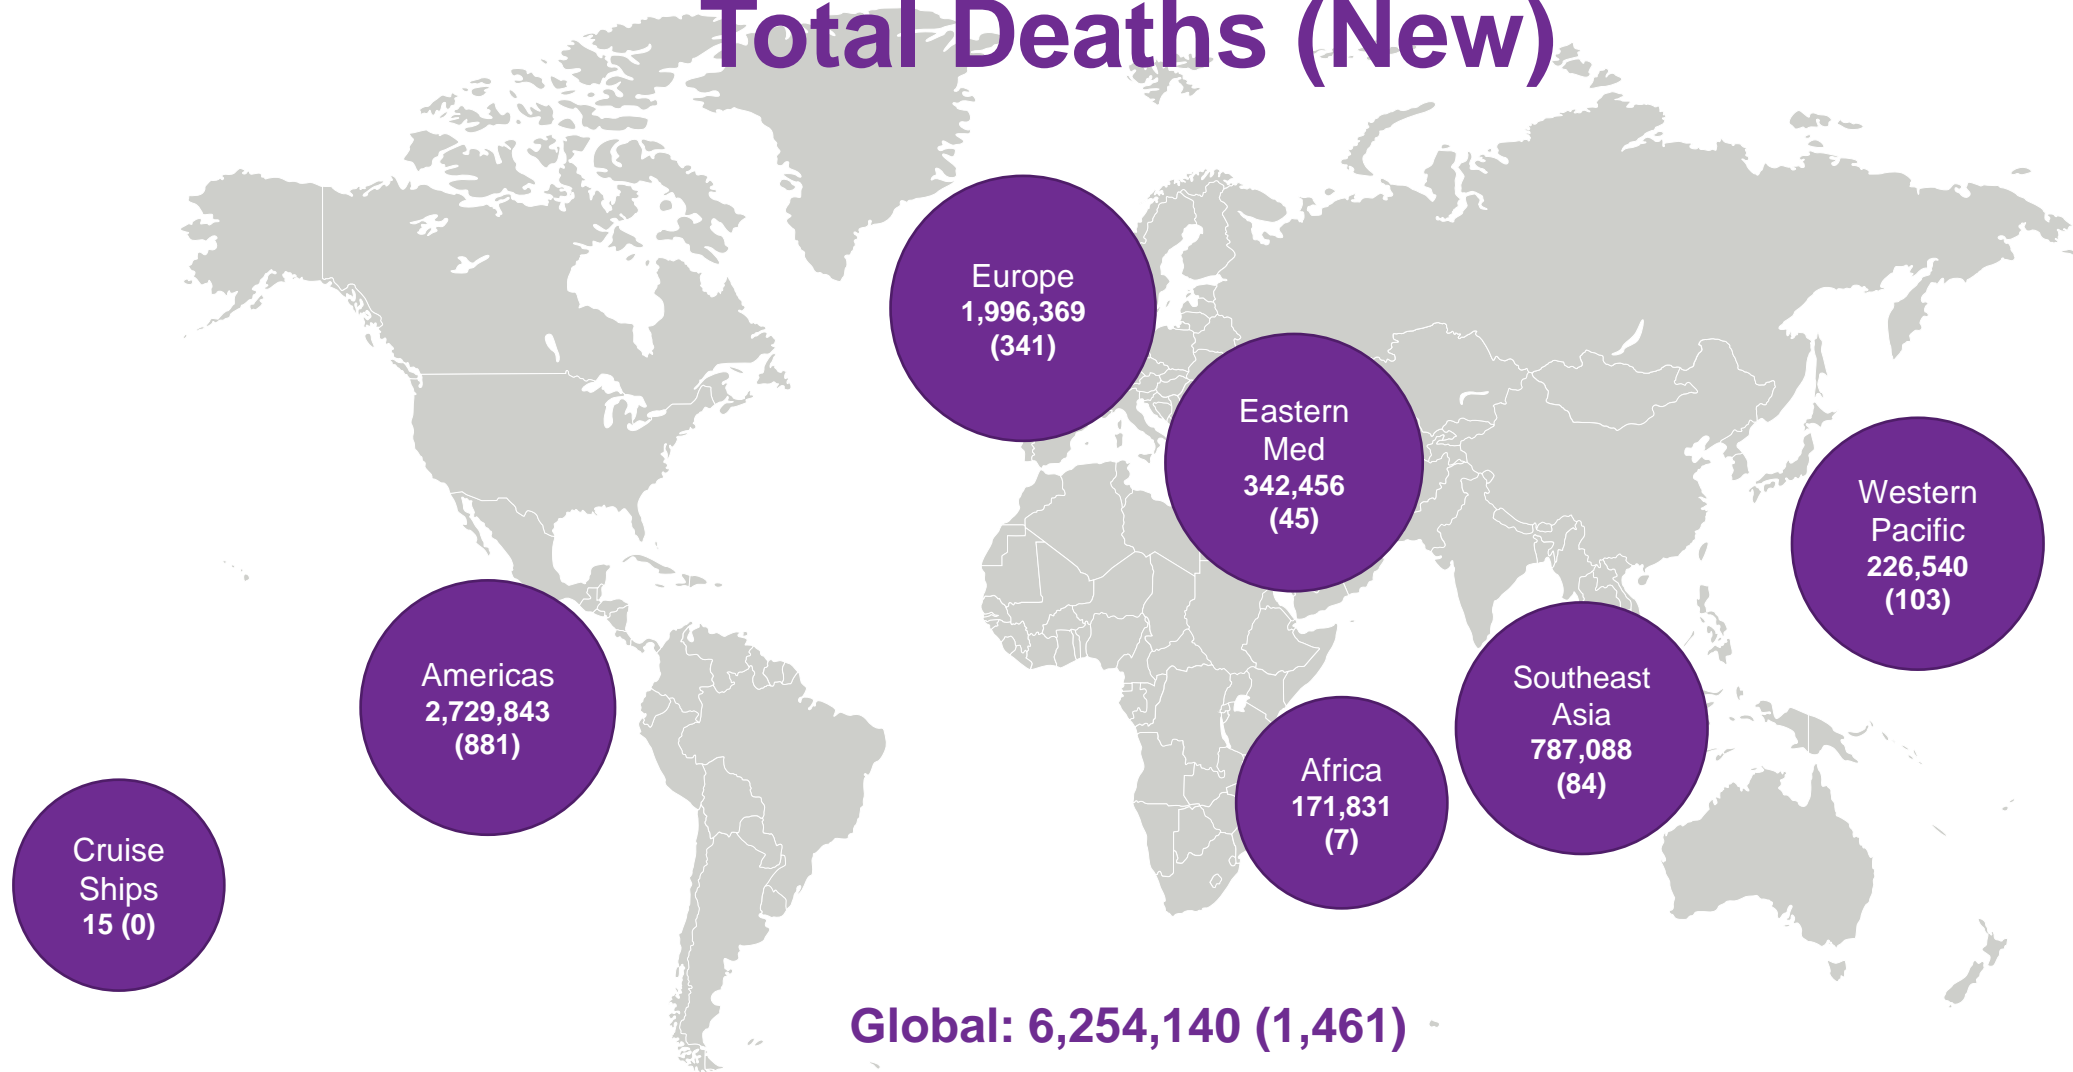 Total Deaths (New)
Europe
1,996,369
(341)
Eastern
Med
342,456
(45)
Western
Pacific
226,540
(103)
Americas
2,729,843
(881)
Southeast
Asia
787,088
(84)
Africa
171,831
(7)
Cruise
Ships
15 (0)
Global: 6,254,140 (1,461)